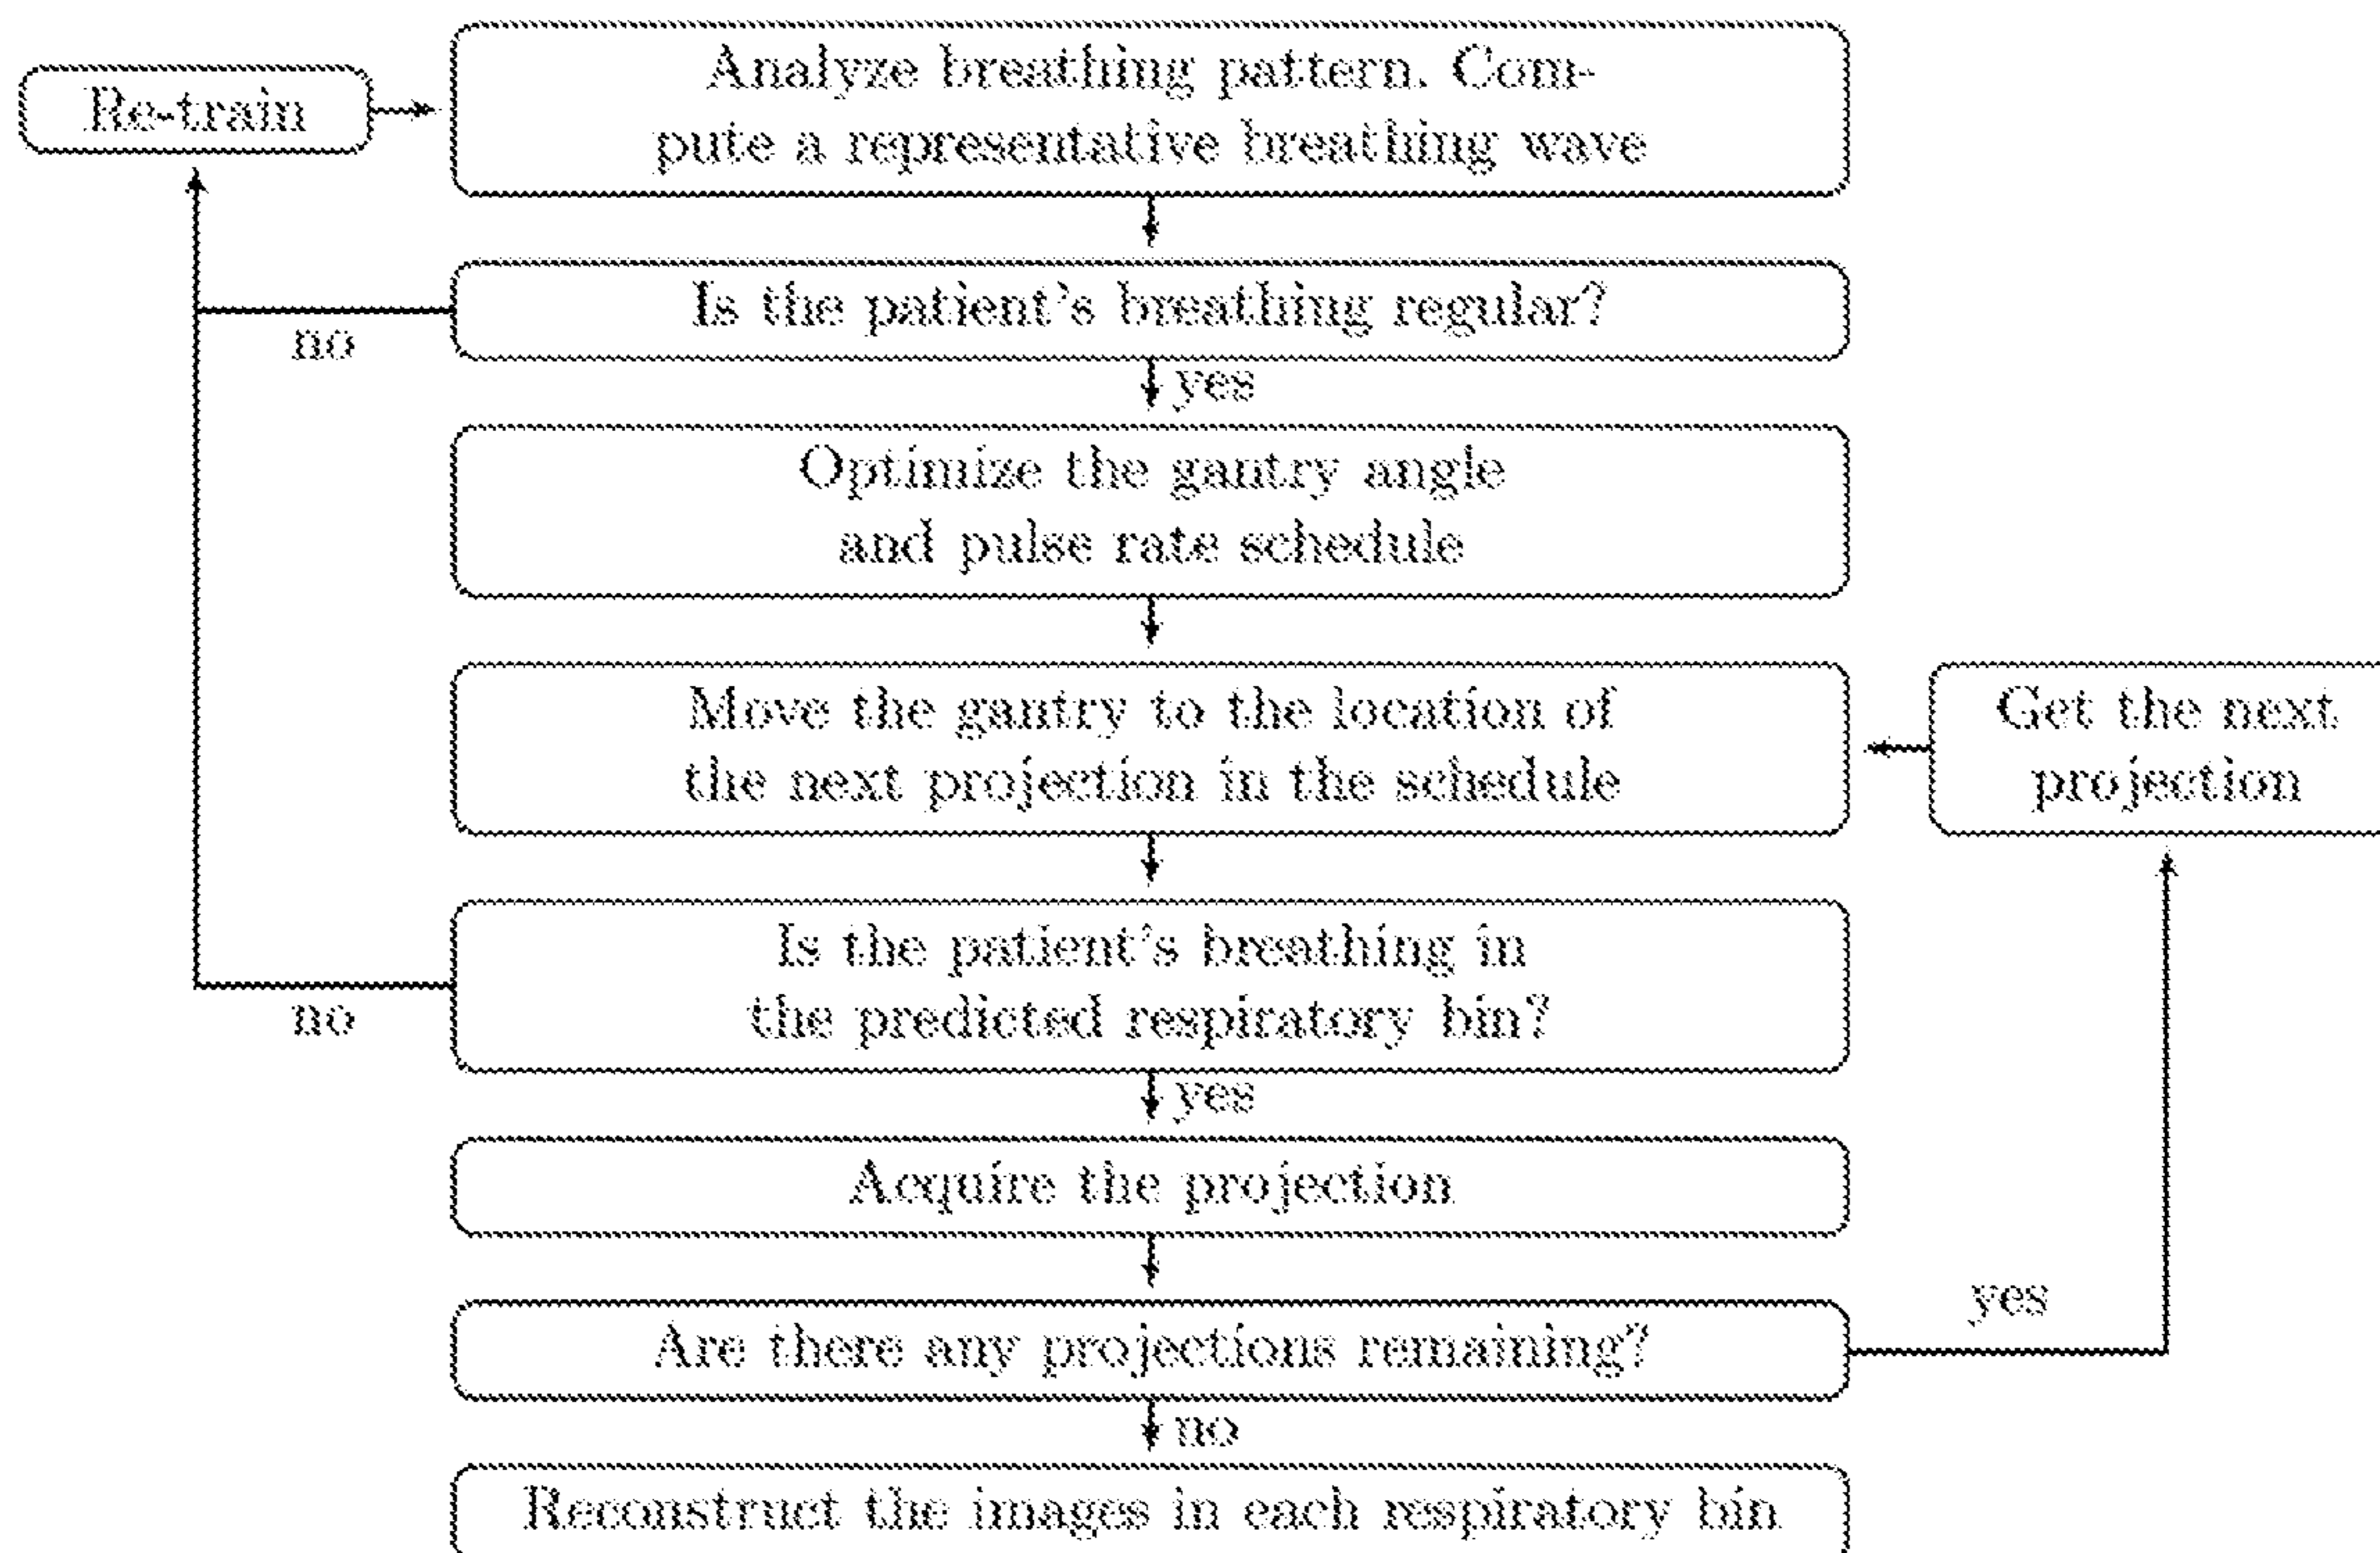 Re-train
Analyze breathing pattern. Com-
pute a representative breathing wave
Is the patient's breathing regular?
no
yes
Optimize the gantry angle
and pulse rate schedule
Move the gantry to the location of
the next projection in the schedule
Get the next
projection
Is the patient's breathing in
the predicted respiratory bin?
no
yes
Acquire the projection
Are there any projections remaining?
yes
no
Reconstruct the images in each respiratory bin